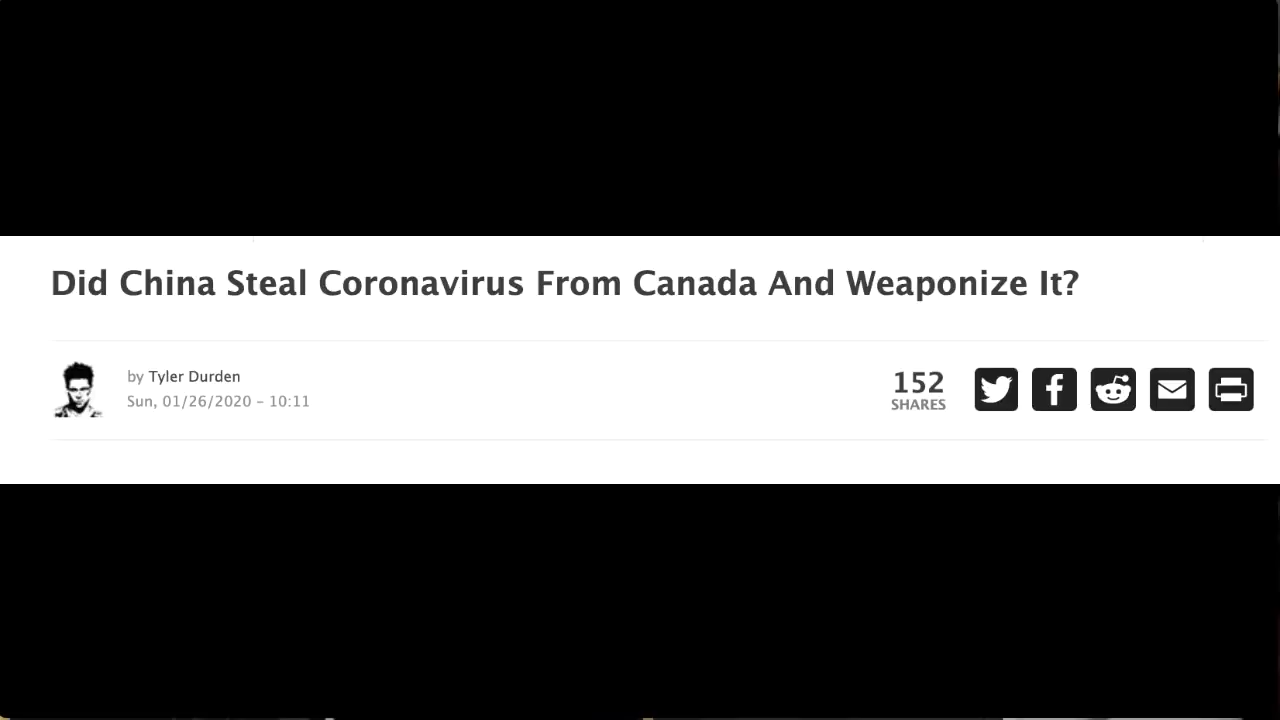 Did China Steal Coronavirus From Canada And Weaponize It?
by Tyler Durden
Sun, 01/26/2020 – 10:11
152
SHARES